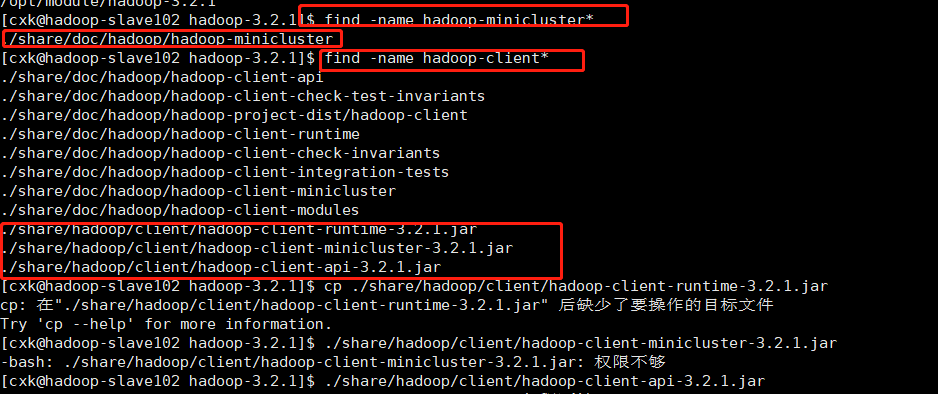 /opt/module/hadoop-3.2.1
[cxk@hadoop-slave102 hadoop-3.2.1]$ find -name hadoop-minicluster*
./share/doc/hadoop/hadoop-minicluster
[cxk@hadoop-slave102 hadoop-3.2.1]$ find -name hadoop-client*
./share/doc/hadoop/hadoop-client-api
./share/doc/hadoop/hadoop-client-check-test-invariants
./share/doc/hadoop/hadoop-project-dist/hadoop-client
./share/doc/hadoop/hadoop-client-runtime
./share/doc/hadoop/hadoop-client-check-invariants
./share/doc/hadoop/hadoop-client-integration-tests
./share/doc/hadoop/hadoop-client-minicluster
./share/doc/hadoop/hadoop-client-modules
./share/hadoop/client/hadoop-client-runtime-3.2.1.jar
./share/hadoop/client/hadoop-client-minicluster-3.2.1.jar
./share/hadoop/client/hadoop-client-api-3.2.1.jar
[cxk@hadoop-slave102 hadoop-3.2.1]$ cp ./share/hadoop/client/hadoop-client-runtime-3.2.1.jar
cp: 在"./share/hadoop/client/hadoop-client-runtime-3.2.1.jar" 后缺少了要操作的目标文件
Try 'cp --help' for more information.
[cxk@hadoop-slave102 hadoop-3.2.1]$ ./share/hadoop/client/hadoop-client-minicluster-3.2.1.jar
-bash: ./share/hadoop/client/hadoop-client-minicluster-3.2.1.jar: 权限不够
[cxk@hadoop-slave102 hadoop-3.2.1]$ ./share/hadoop/client/hadoop-client-api-3.2.1.jar